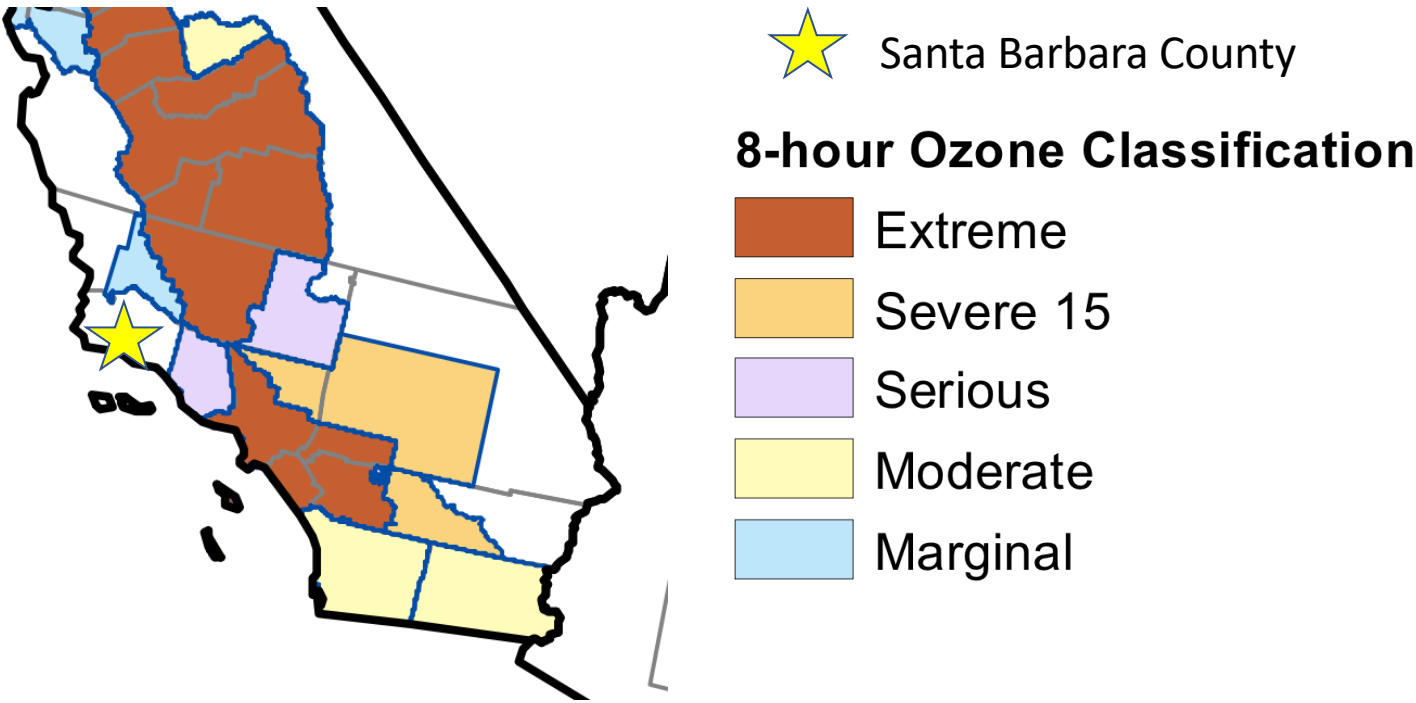 Santa Barbara County
8-hour Ozone Classification
Extreme
Severe 15
Serious
Moderate
Marginal